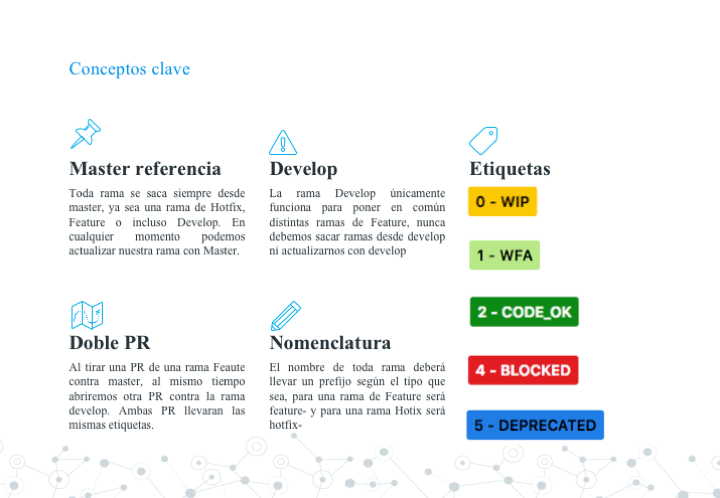 Conceptos clave
Master referencia
Toda rama se saca siempre desde
master, ya sea una rama de Hotfix,
Feature o incluso Develop. En
cualquier momento podemos
actualizar nuestra rama con Master.
Develop
La rama Develop únicamente
funciona para poner en común
distintas ramas de Feature, nunca
debemos sacar ramas desde develop
ni actualizarnos con develop
Doble PR
Al tirar una PR de una rama Feaute
contra master, al mismo tiempo
abriremos otra PR contra la rama
develop. Ambas PR llevaran las
mismas etiquetas.
Nomenclatura
El nombre de toda rama deberá
llevar un prefijo según el tipo que
sea, para una rama de Feature será
feature- y para una rama Hotix será
hotfix-
Etiquetas
0 - WIP
1 - WFA
2 - CODE_OK
4 - BLOCKED
5 - DEPRECATED